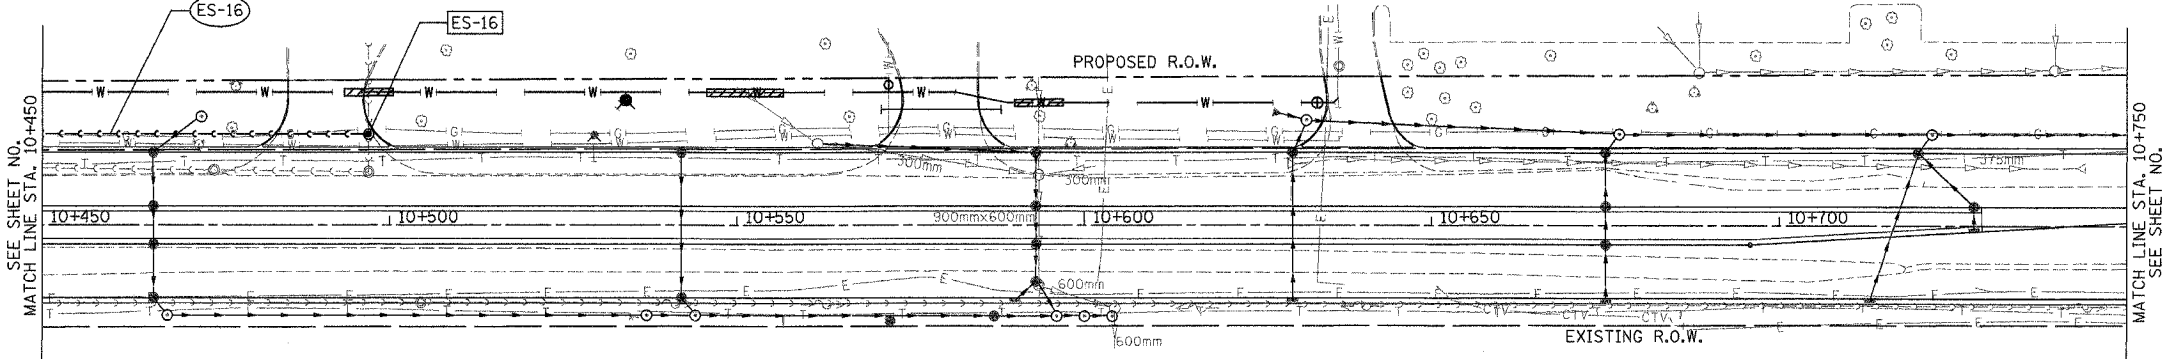 ES-16
ES-16
PROPOSED R.O.W.
W W W W W W W
SEE SHEET NO.
MATCH LINE STA. 10+450
300mm
300mm
375mm
10+450
10+500
10+550
900mmx600mm
10+600
10+650
10+700
600mm
CTV
CTV
EXISTING R.O.W.
600mm
MATCH LINE STA. 10+750
SEE SHEET NO.